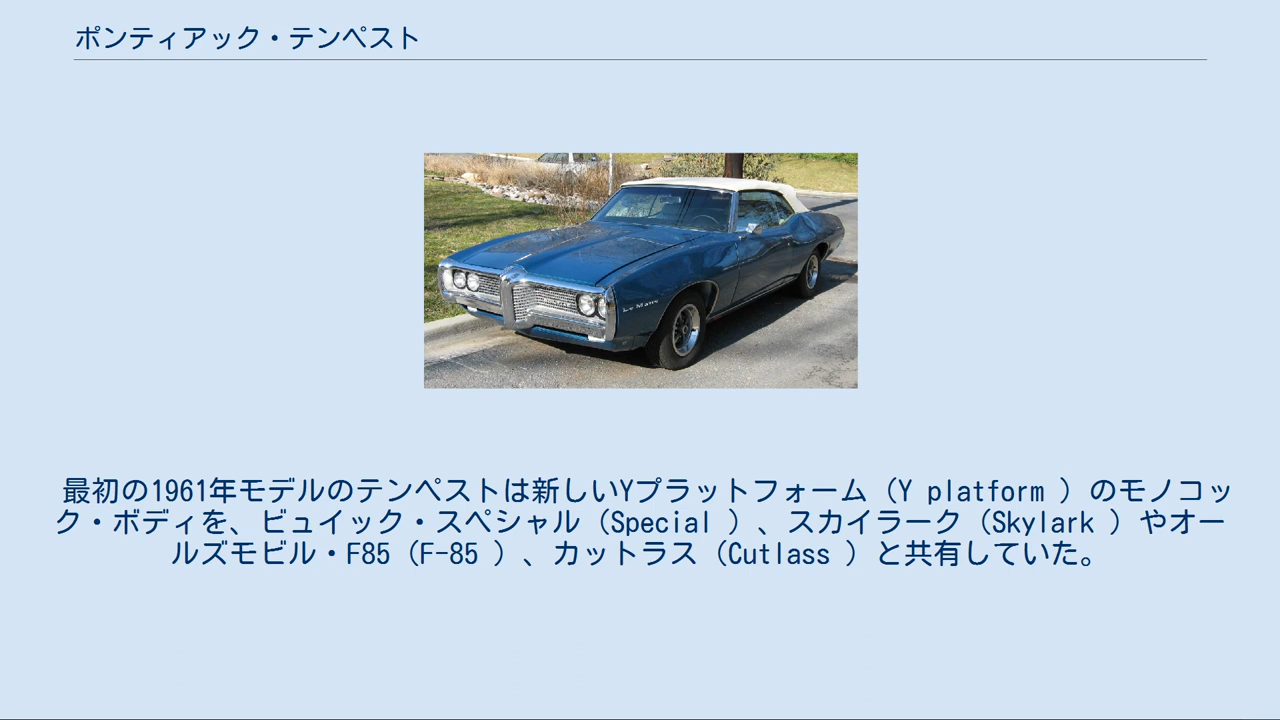 ポンティアック・テンペスト
Le Mans
最初の1961年モデルのテンペストは新しいYプラットフォーム（Y platform ）のモノコッ
ク・ボディを、ビュイック・スペシャル（Special ）、スカイラーク（Skylark ）やオー
ルズモビル・F85（F-85 ）、カットラス（Cutlass ）と共有していた。